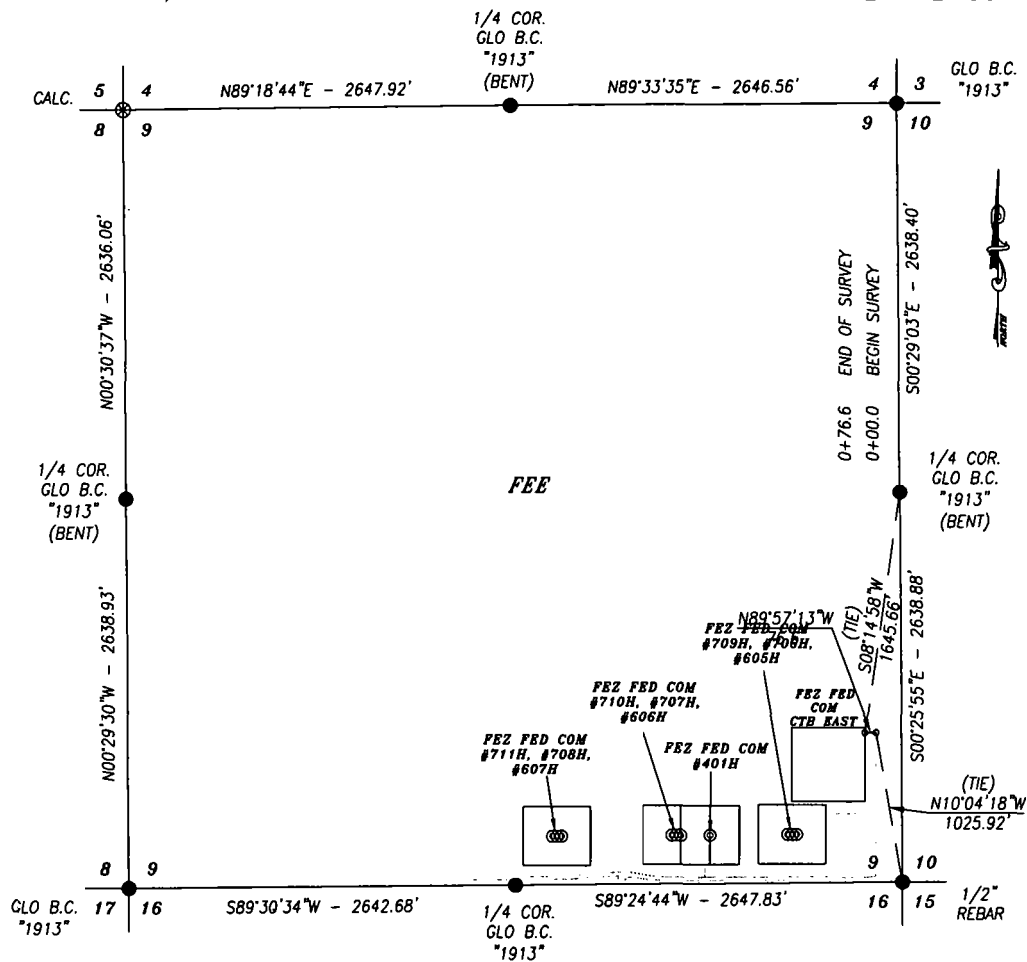 1/4 COR.
GLO B.C.
"1913"
(BENT)
CALC.
5 4
8 9
N89°18'44"E - 2647.92'
N89°33'35"E - 2646.56'
4 3
9 10
GLO B.C.
"1913"
N00°30'37"W - 2636.06'
0+76.6 END OF SURVEY
0+00.0 BEGIN SURVEY
S00°29'03"E - 2638.40'
NORTH
1/4 COR.
GLO B.C.
"1913"
(BENT)
FEE
1/4 COR.
GLO B.C.
"1913"
(BENT)
N00°29'30"W - 2638.93'
(TIE)
S08°14'58"W
1645.66'
S00°25'55"E - 2638.88'
N89°57'13"W
FEZ FED COM
#709H,
#605H
FEZ FED COM
#710H, #707H,
#606H
FEZ FED
COM
CTB EAST
FEZ FED COM
#711H, #708H,
#607H
FEZ FED COM
#401H
(TIE)
N10°04'18"W
1025.92'
8 9
17 16
GLO B.C.
"1913"
S89°30'34"W - 2642.68'
1/4 COR.
GLO B.C.
"1913"
S89°24'44"W - 2647.83'
9 10
16 15
1/2"
REBAR